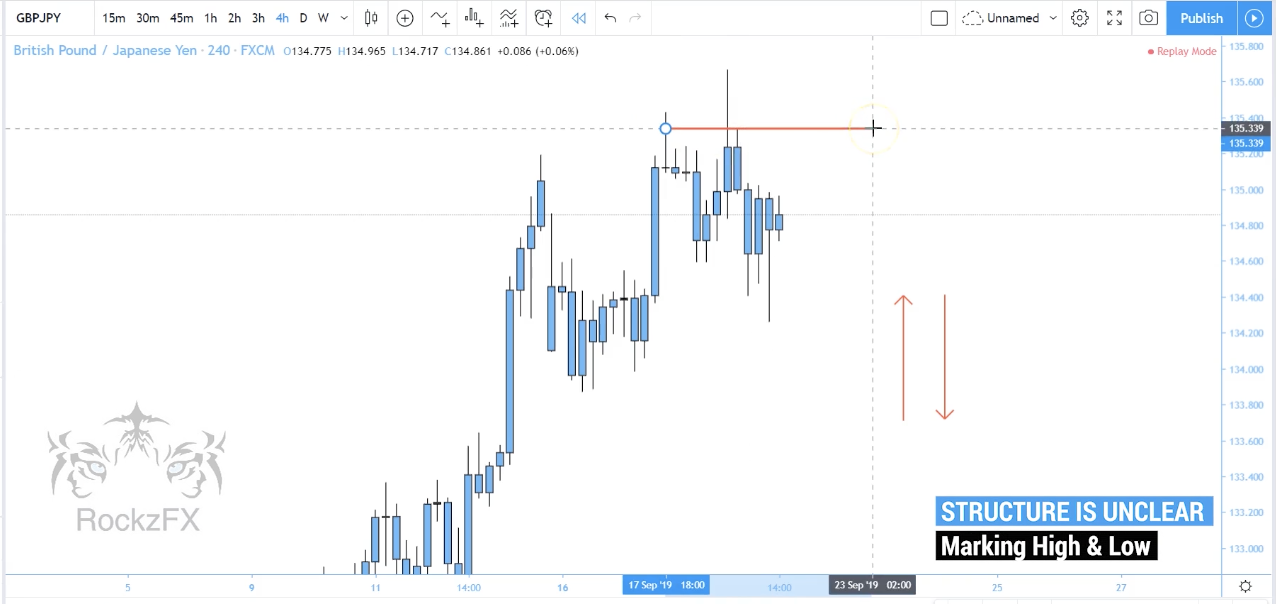 GBPJPY 15m 30m 45m 1h 2h 3h 4h D W Unnamed Publish
British Pound / Japanese Yen · 240 · FXCM O134.775 H134.965 L134.717 C134.861 +0.086 (+0.06%)
Replay Mode
135.800
135.600
135.400
135.339
135.339
135.200
135.000
134.800
134.600
134.400
134.200
134.000
133.800
133.600
133.400
133.200
133.000
RockzFX
STRUCTURE IS UNCLEAR
Marking High & Low
5 9 11 14:00 16 17 Sep '19 18:00 14:00 23 Sep '19 02:00 25 27